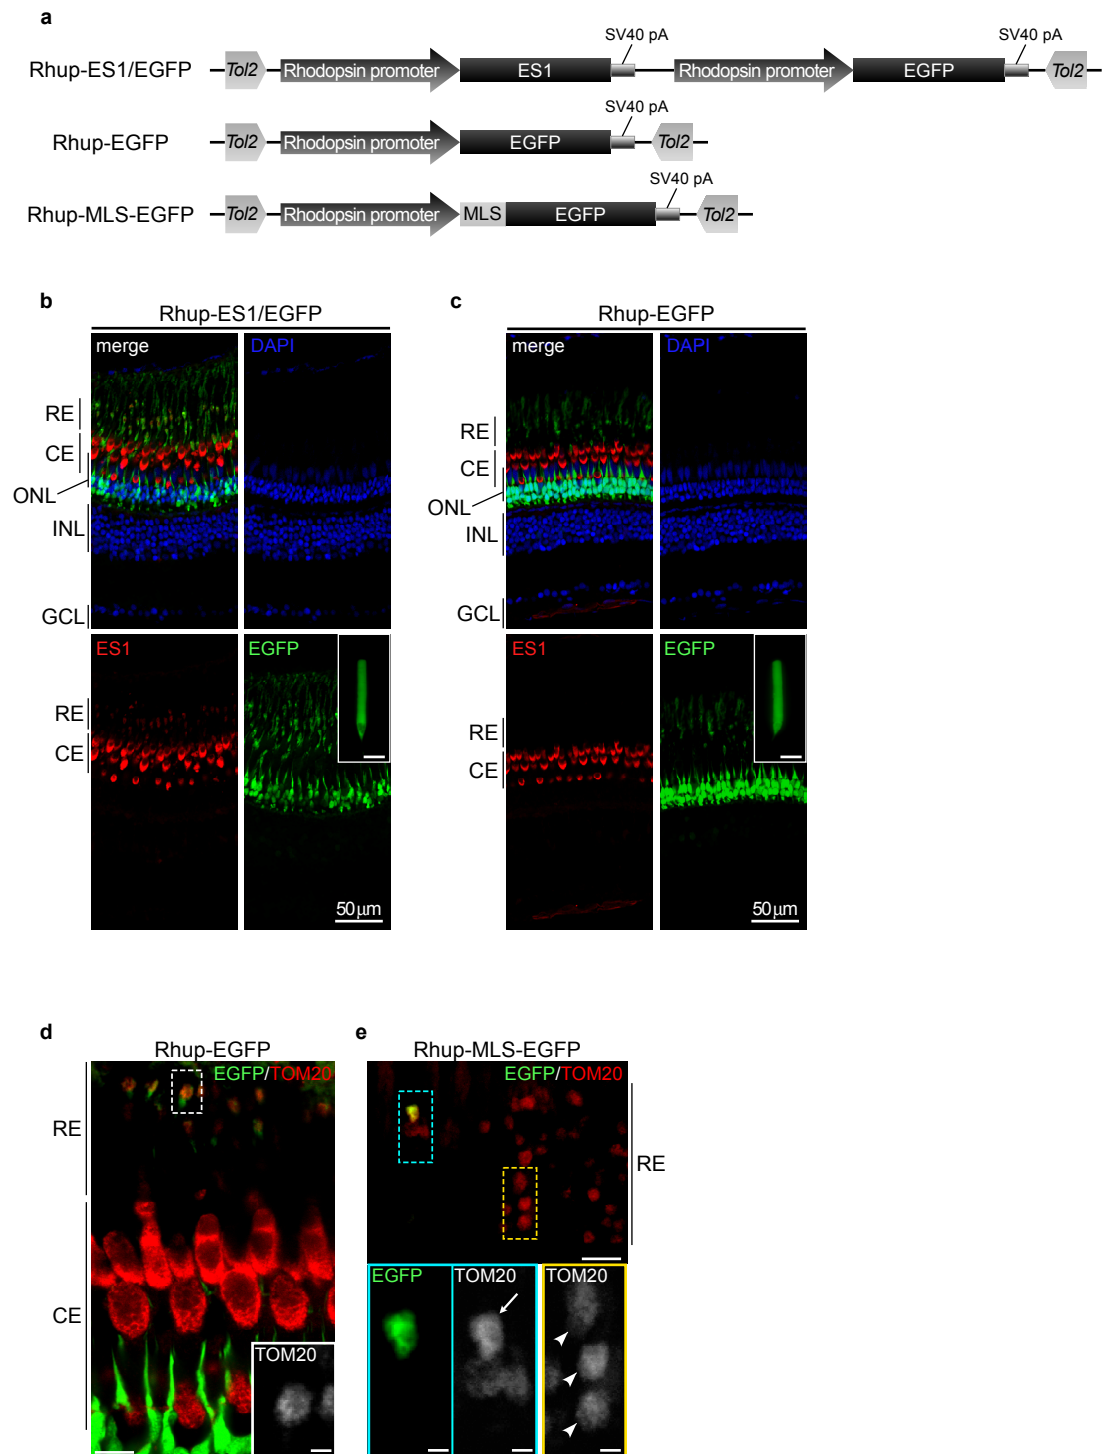 a
SV40 pA SV40 pA
Rhup-ES1/EGFP Tol2 Rhodopsin promoter ES1 Rhodopsin promoter EGFP Tol2
SV40 pA
Rhup-EGFP Tol2 Rhodopsin promoter EGFP Tol2
SV40 pA
Rhup-MLS-EGFP Tol2 Rhodopsin promoter MLS EGFP Tol2
b
Rhup-ES1/EGFP
merge DAPI
RE
CE
ONL
INL
GCL
ES1 EGFP
RE
CE
50 µm
c
Rhup-EGFP
merge DAPI
RE
CE
ONL
INL
GCL
ES1 EGFP
RE
CE
50 µm
d
Rhup-EGFP
EGFP/TOM20
RE
CE
TOM20
e
Rhup-MLS-EGFP
EGFP/TOM20
RE
EGFP TOM20 TOM20